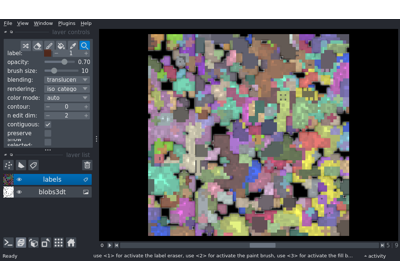 File View Window Plugins Help
layer controls
label: 1
opacity: 0.70
brush size: 10
blending: translucen
rendering: iso_catego
color mode: auto
contour: 0
n edit dim: 2
contiguous:
preserve
show
selected:
layer list
labels
blobs3dt
Ready
use <1> for activate the label eraser, use <2> for activate the paint brush, use <3> for activate the fill b...
activity